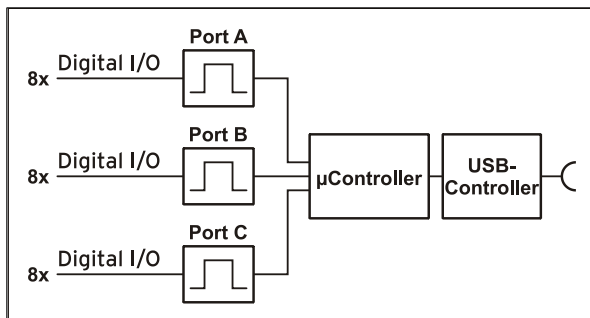 Port A
8x Digital I/O
Port B
8x Digital I/O
µController
USB-
Controller
Port C
8x Digital I/O